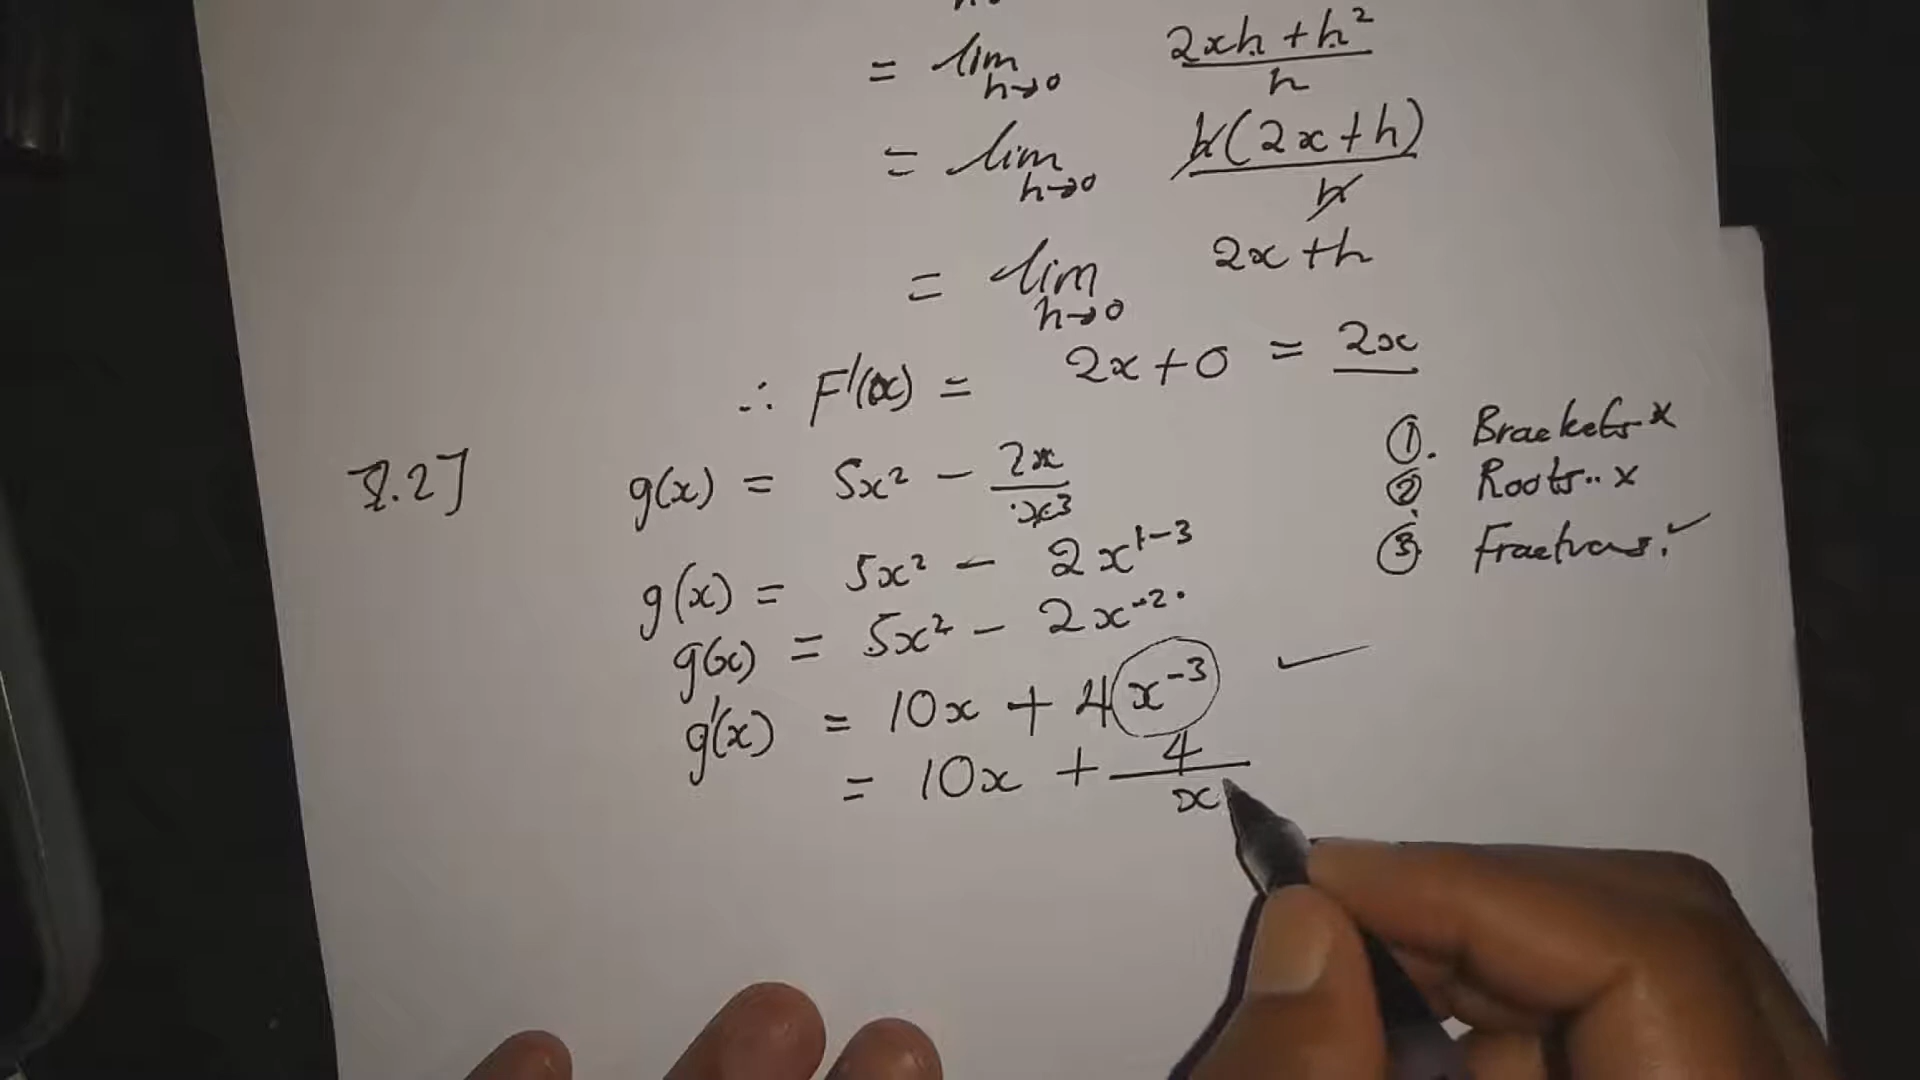 = lim h→0 2xh + h² / h
= lim h→0 h(2x + h) / h
= lim h→0 2x + h
∴ F'(x) = 2x + 0 = 2x
①. Brackets x
g(x) = 5x² - 2x / x³
② Roots.. x
g(x) = 5x² - 2x¹⁻³
③ Fractions. ✓
g(x) = 5x² - 2x⁻².
g'(x) = 10x + 4x⁻³ ✓
= 10x + 4 / x